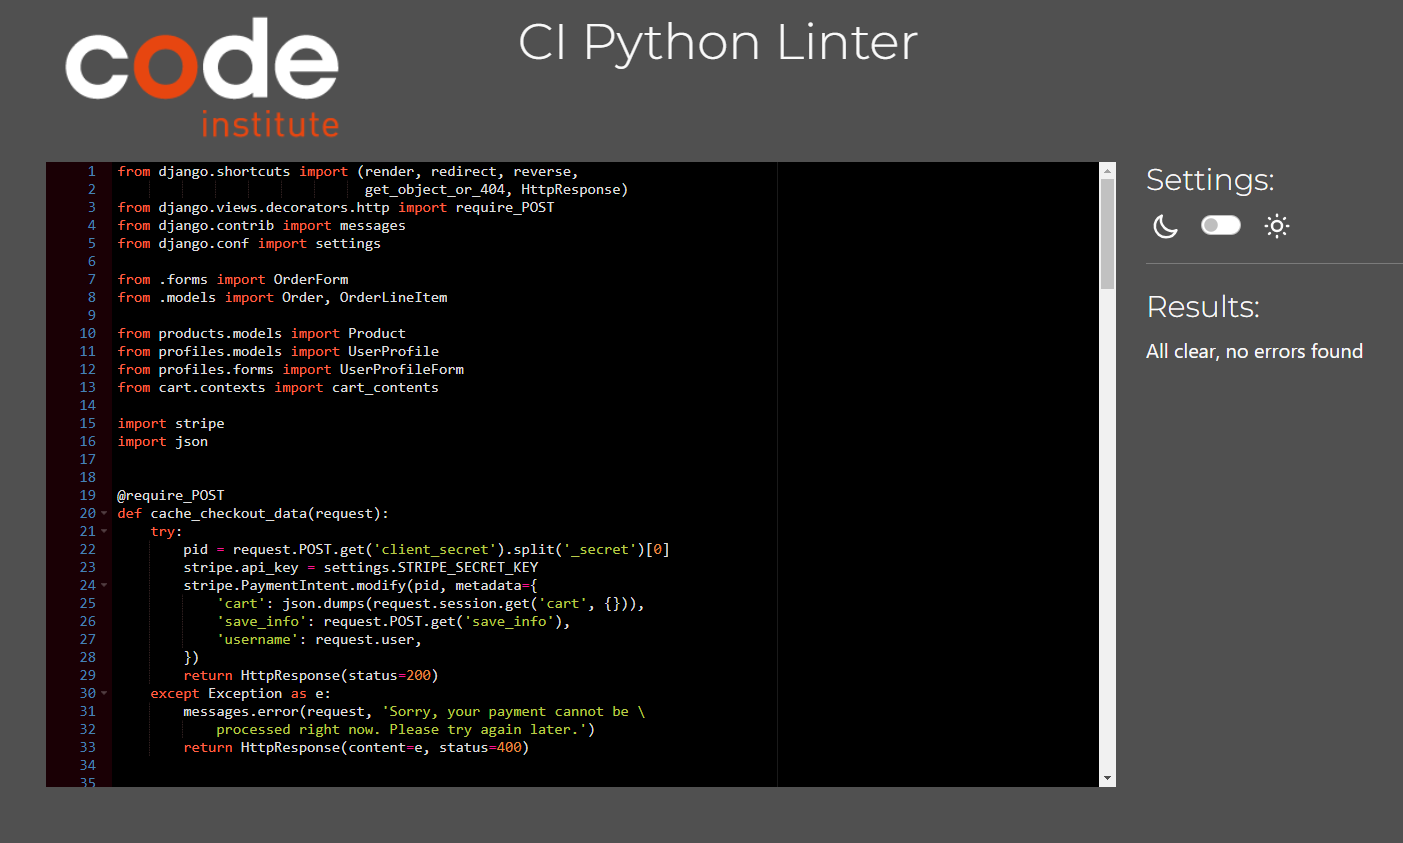 code
institute
CI Python Linter
1 from django.shortcuts import (render, redirect, reverse,
2                               get_object_or_404, HttpResponse)
3 from django.views.decorators.http import require_POST
4 from django.contrib import messages
5 from django.conf import settings
6
7 from .forms import OrderForm
8 from .models import Order, OrderLineItem
9
10 from products.models import Product
11 from profiles.models import UserProfile
12 from profiles.forms import UserProfileForm
13 from cart.contexts import cart_contents
14
15 import stripe
16 import json
17
18
19 @require_POST
20 def cache_checkout_data(request):
21     try:
22         pid = request.POST.get('client_secret').split('_secret')[0]
23         stripe.api_key = settings.STRIPE_SECRET_KEY
24         stripe.PaymentIntent.modify(pid, metadata={
25             'cart': json.dumps(request.session.get('cart', {})),
26             'save_info': request.POST.get('save_info'),
27             'username': request.user,
28         })
29         return HttpResponse(status=200)
30     except Exception as e:
31         messages.error(request, 'Sorry, your payment cannot be \
32             processed right now. Please try again later.')
33         return HttpResponse(content=e, status=400)
34
35
Settings:
Results:
All clear, no errors found